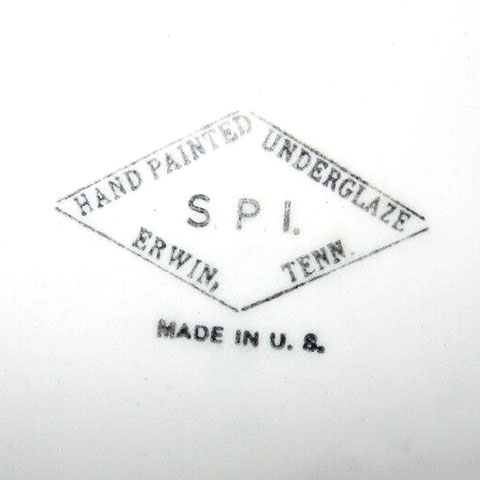 HAND PAINTED UNDERGLAZE
S. P I.
ERWIN, TENN.
MADE IN U. S.